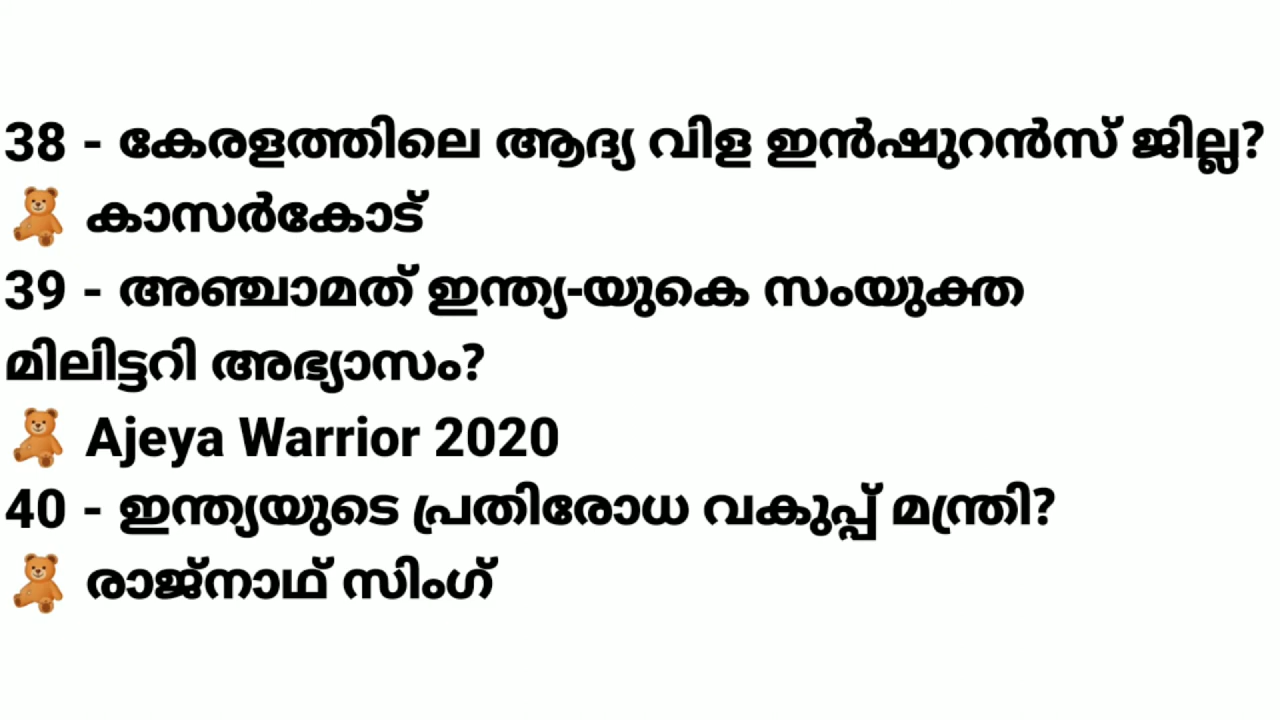 38 - കേരളത്തിലെ ആദ്യ വിള ഇൻഷുറൻസ് ജില്ല?
🧸 കാസർകോട്
39 - അഞ്ചാമത് ഇന്ത്യ-യുകെ സംയുക്ത
മിലിട്ടറി അഭ്യാസം?
🧸 Ajeya Warrior 2020
40 - ഇന്ത്യയുടെ പ്രതിരോധ വകുപ്പ് മന്ത്രി?
🧸 രാജ്നാഥ് സിംഗ്